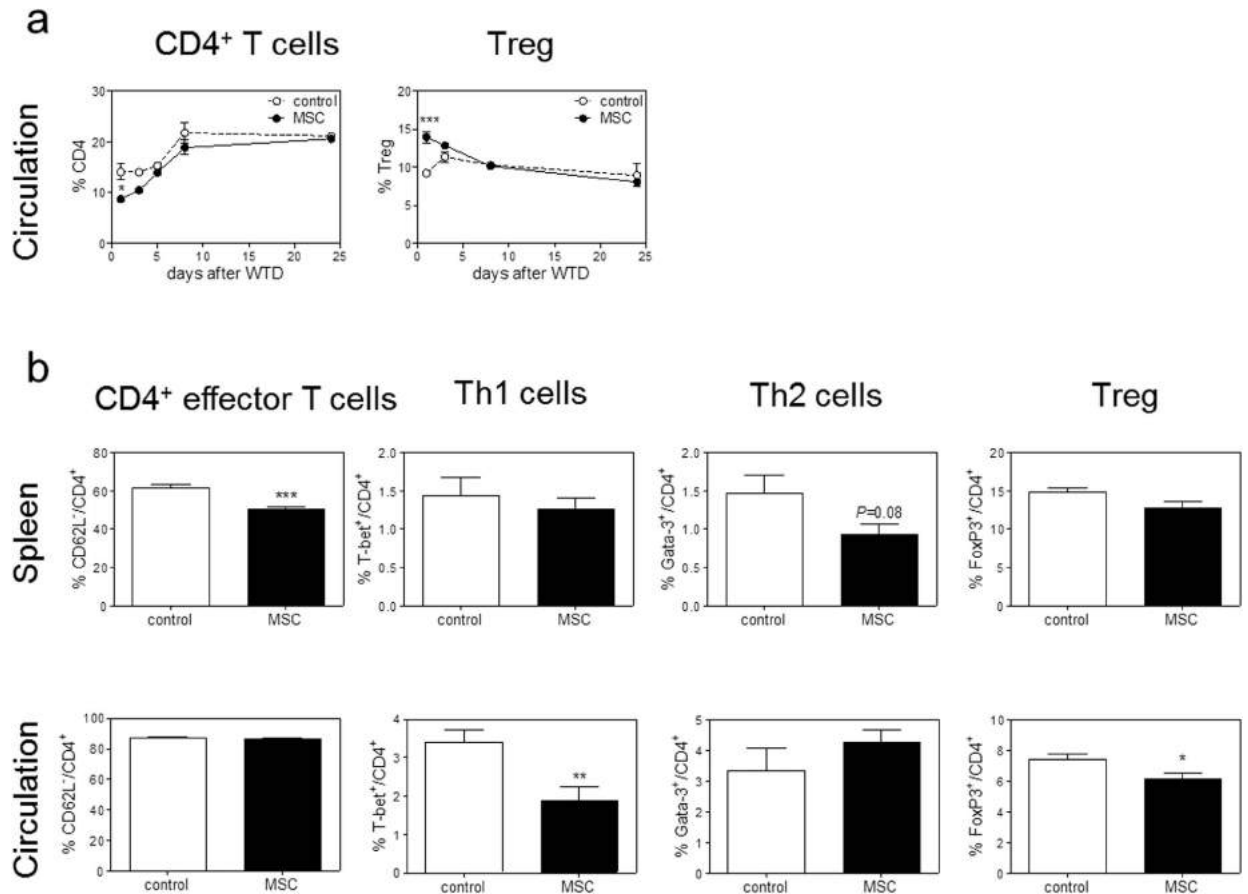 a
CD4⁺ T cells
Treg
Circulation
% CD4
30
20
10
0
control
MSC
*
0 5 10 15 20 25
days after WTD
% Treg
20
15
10
5
0
control
MSC
***
0 5 10 15 20 25
days after WTD
b
CD4⁺ effector T cells
Th1 cells
Th2 cells
Treg
Spleen
% CD62L⁻/CD4⁺
80
60
40
20
0
***
control MSC
% T-bet⁺/CD4⁺
2.0
1.5
1.0
0.5
0.0
control MSC
% Gata-3⁺/CD4⁺
2.0
1.5
1.0
0.5
0.0
P=0.08
control MSC
% FoxP3⁺/CD4⁺
20
15
10
5
0
control MSC
Circulation
% CD62L⁻/CD4⁺
100
80
60
40
20
0
control MSC
% T-bet⁺/CD4⁺
4
3
2
1
0
**
control MSC
% Gata-3⁺/CD4⁺
5
4
3
2
1
0
control MSC
% FoxP3⁺/CD4⁺
10
8
6
4
2
0
*
control MSC